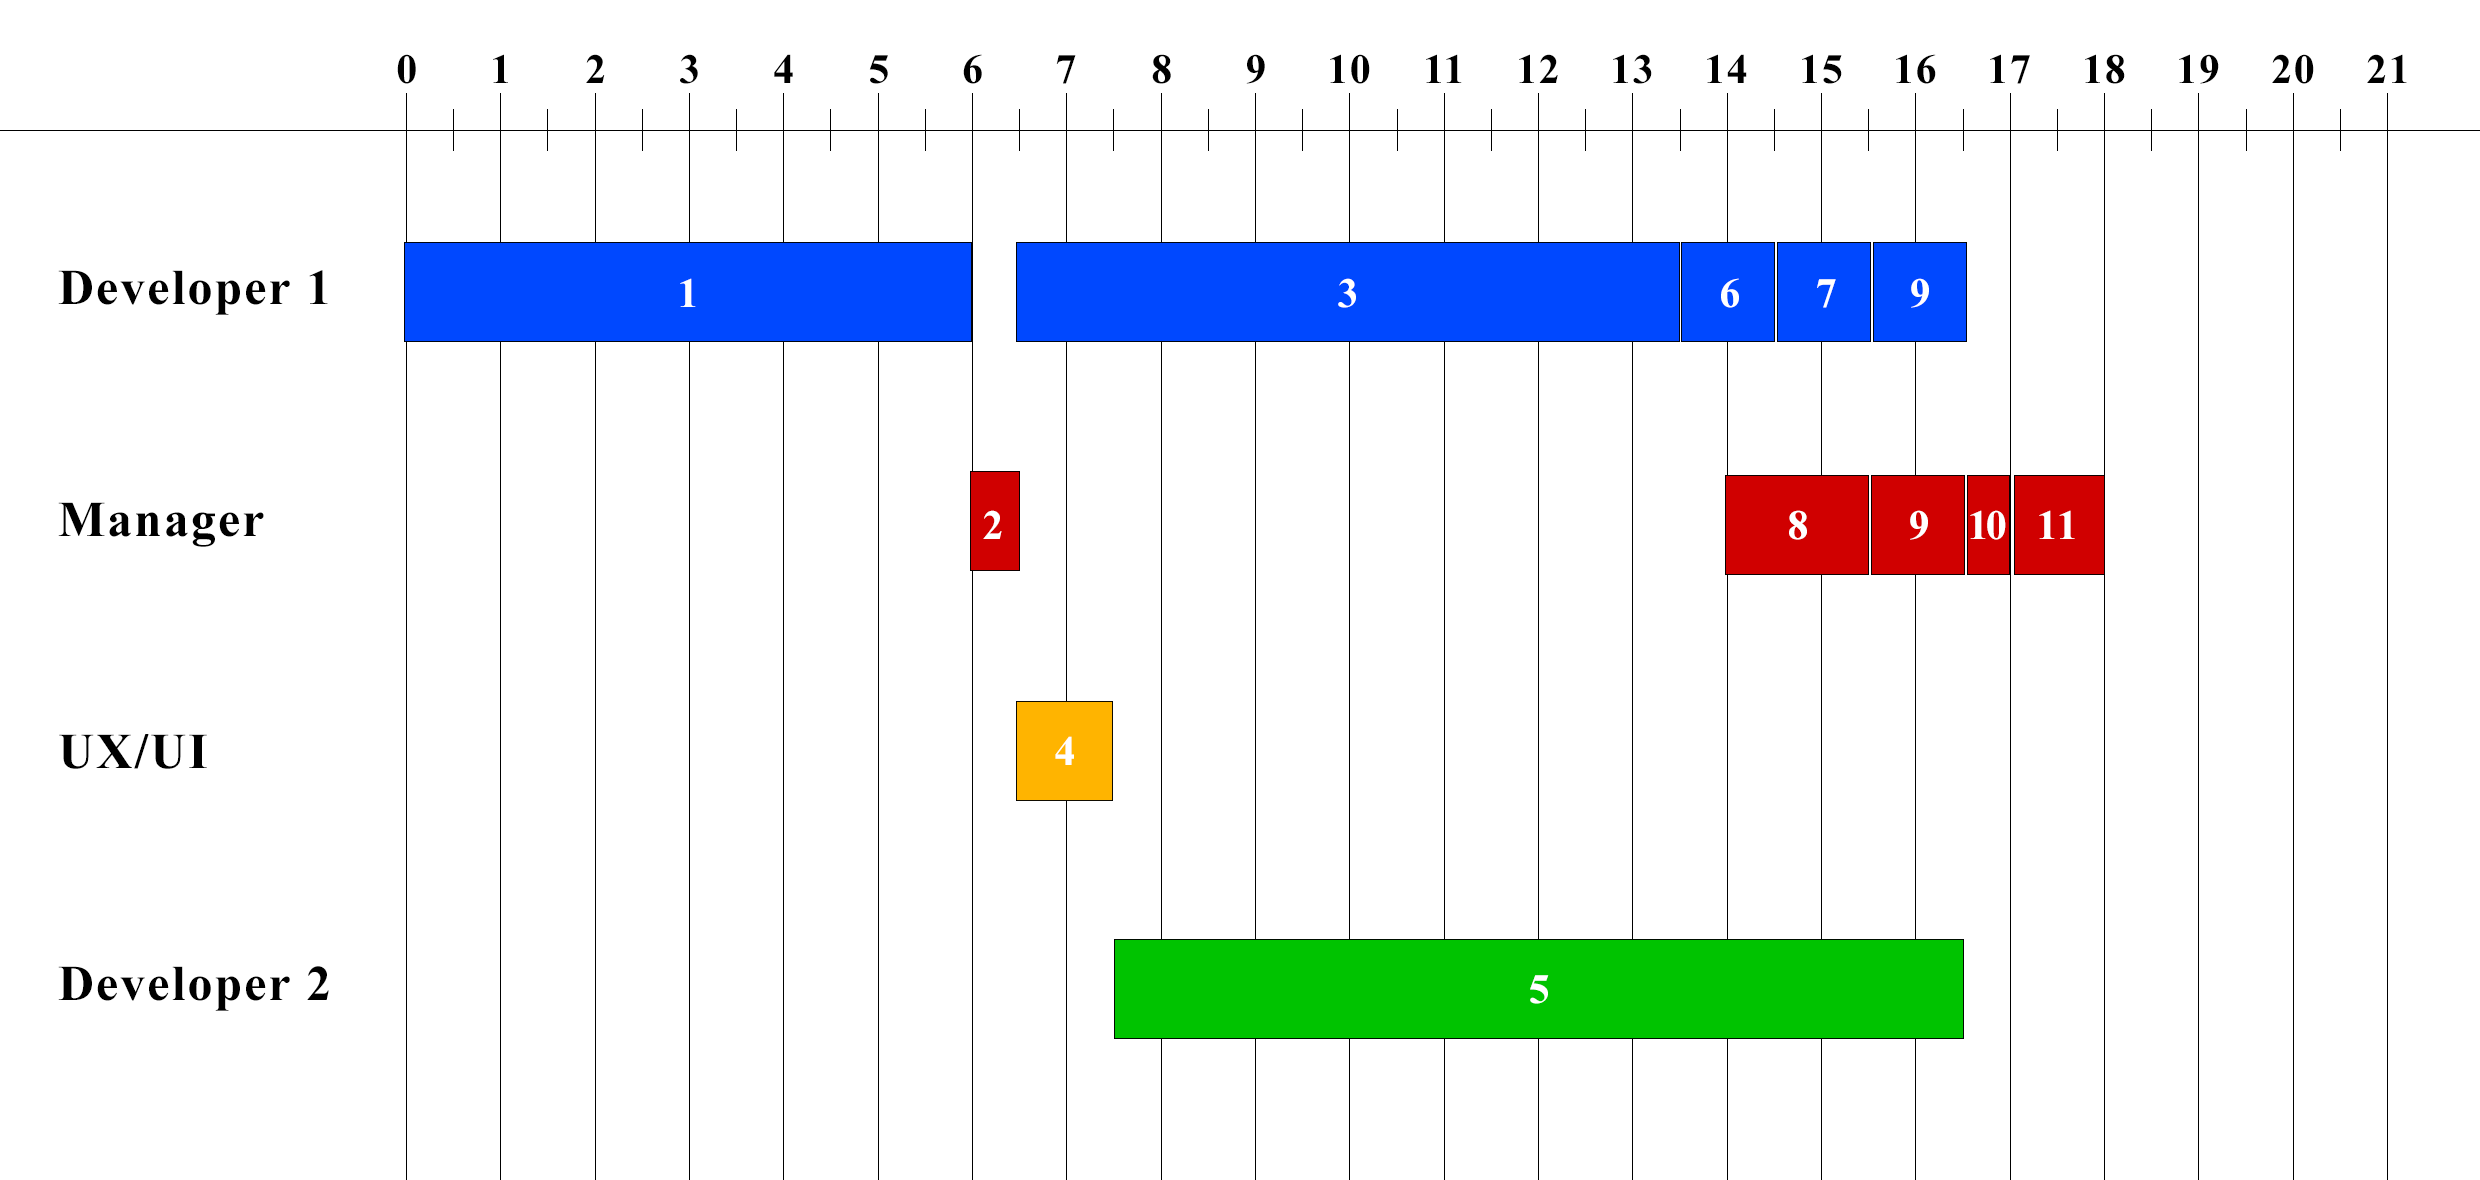 0 1 2 3 4 5 6 7 8 9 10 11 12 13 14 15 16 17 18 19 20 21
Developer 1 1 3 6 7 9
Manager 2 8 9 10 11
UX/UI 4
Developer 2 5